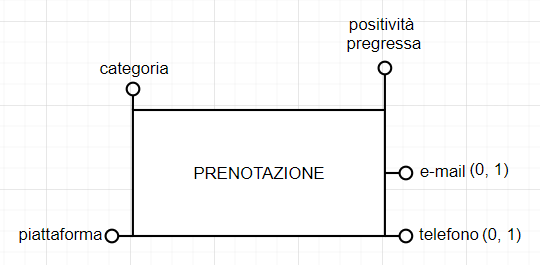 positività
pregressa
categoria
PRENOTAZIONE
e-mail (0, 1)
piattaforma
telefono (0, 1)